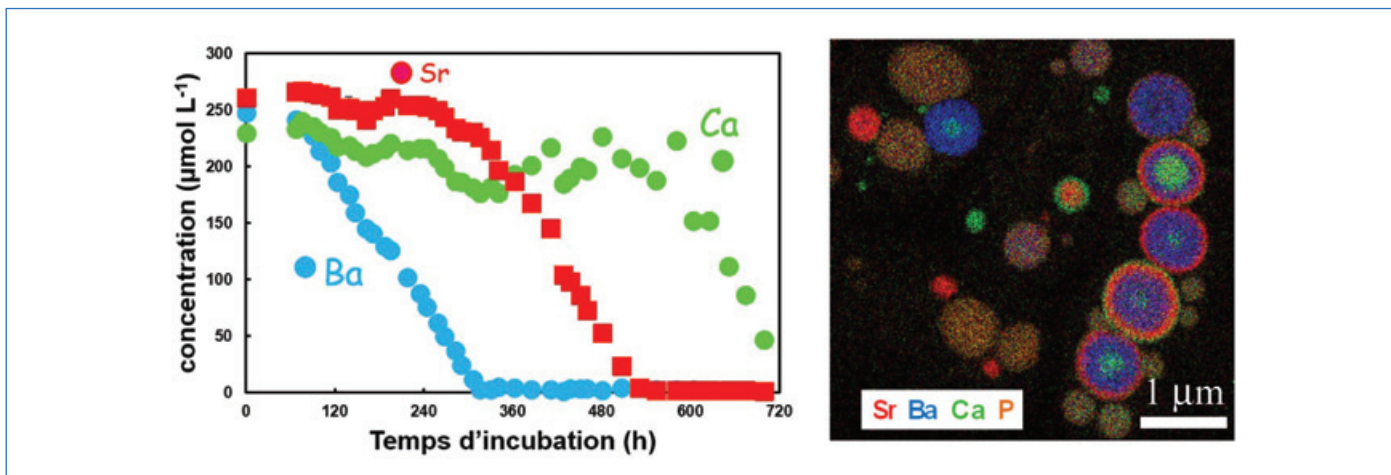 300
250
200
150
100
50
0
concentration (µmol L⁻¹)
Sr
Ca
Ba
0 120 240 360 480 600 720
Temps d'incubation (h)
Sr Ba Ca P
1 µm